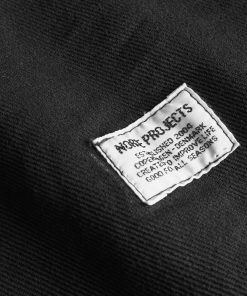 NORSE PROJECTS
ESTABLISHED 2004
COPENHAGEN - DENMARK
CREATED TO IMPROVE LIFE
GOOD FOR ALL SEASONS